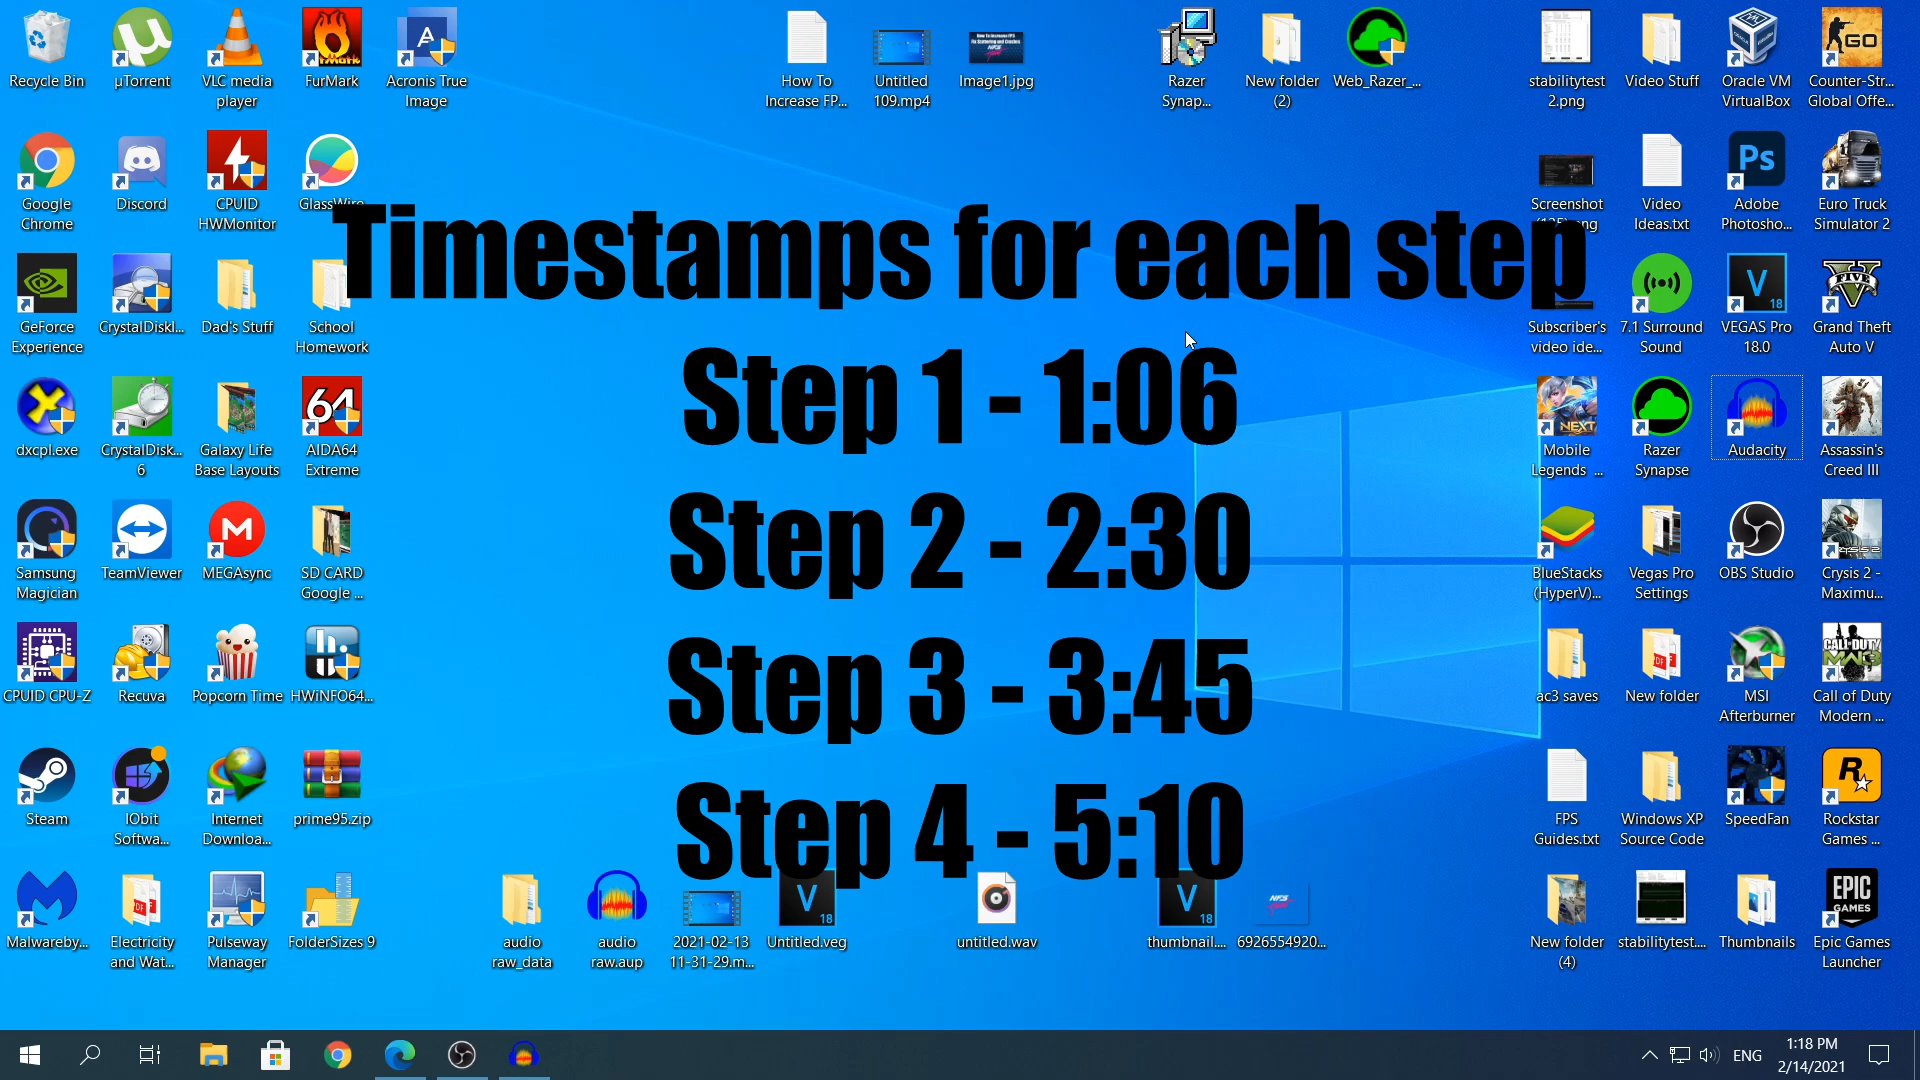 Recycle Bin
µTorrent
VLC media
player
FurMark
Acronis True
Image
How To
Increase FP...
Untitled
109.mp4
Image1.jpg
Razer
Synap...
New folder
(2)
Web_Razer_...
stabilitytest
2.png
Video Stuff
Oracle VM
VirtualBox
Counter-Str...
Global Offe...
Google
Chrome
Discord
CPUID
HWMonitor
GlassWire
Screenshot
Video
Ideas.txt
Adobe
Photosho...
Euro Truck
Simulator 2
Timestamps for each step
GeForce
Experience
CrystalDiskI...
Dad's Stuff
School
Homework
Subscriber's
video ide...
7.1 Surround
Sound
VEGAS Pro
18.0
Grand Theft
Auto V
Step 1 - 1:06
dxcpl.exe
CrystalDisk...
6
Galaxy Life
Base Layouts
AIDA64
Extreme
Mobile
Legends ...
Razer
Synapse
Audacity
Assassin's
Creed III
Step 2 - 2:30
Samsung
Magician
TeamViewer
MEGAsync
SD CARD
Google ...
BlueStacks
(HyperV)...
Vegas Pro
Settings
OBS Studio
Crysis 2 -
Maximu...
Step 3 - 3:45
CPUID CPU-Z
Recuva
Popcorn Time
HWiNFO64...
ac3 saves
New folder
MSI
Afterburner
Call of Duty
Modern ...
Step 4 - 5:10
Steam
IObit
Softwa...
Internet
Downloa...
prime95.zip
FPS
Guides.txt
Windows XP
Source Code
SpeedFan
Rockstar
Games ...
Malwareby...
Electricity
and Wat...
Pulseway
Manager
FolderSizes 9
audio
raw_data
audio
raw.aup
2021-02-13
11-31-29.m...
Untitled.veg
untitled.wav
thumbnail....
6926554920...
New folder
(4)
stabilitytest....
Thumbnails
Epic Games
Launcher
ENG
1:18 PM
2/14/2021